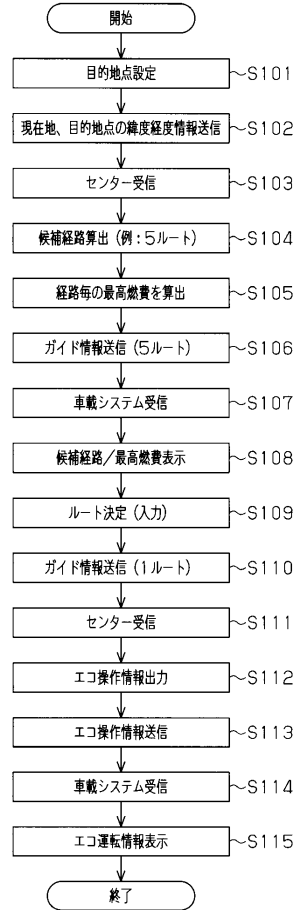 開始
目的地点設定 ~S101
現在地、目的地点の緯度経度情報送信 ~S102
センター受信 ~S103
候補経路算出(例:5ルート) ~S104
経路毎の最高燃費を算出 ~S105
ガイド情報送信(5ルート) ~S106
車載システム受信 ~S107
候補経路/最高燃費表示 ~S108
ルート決定(入力) ~S109
ガイド情報送信(1ルート) ~S110
センター受信 ~S111
エコ操作情報出力 ~S112
エコ操作情報送信 ~S113
車載システム受信 ~S114
エコ運転情報表示 ~S115
終了